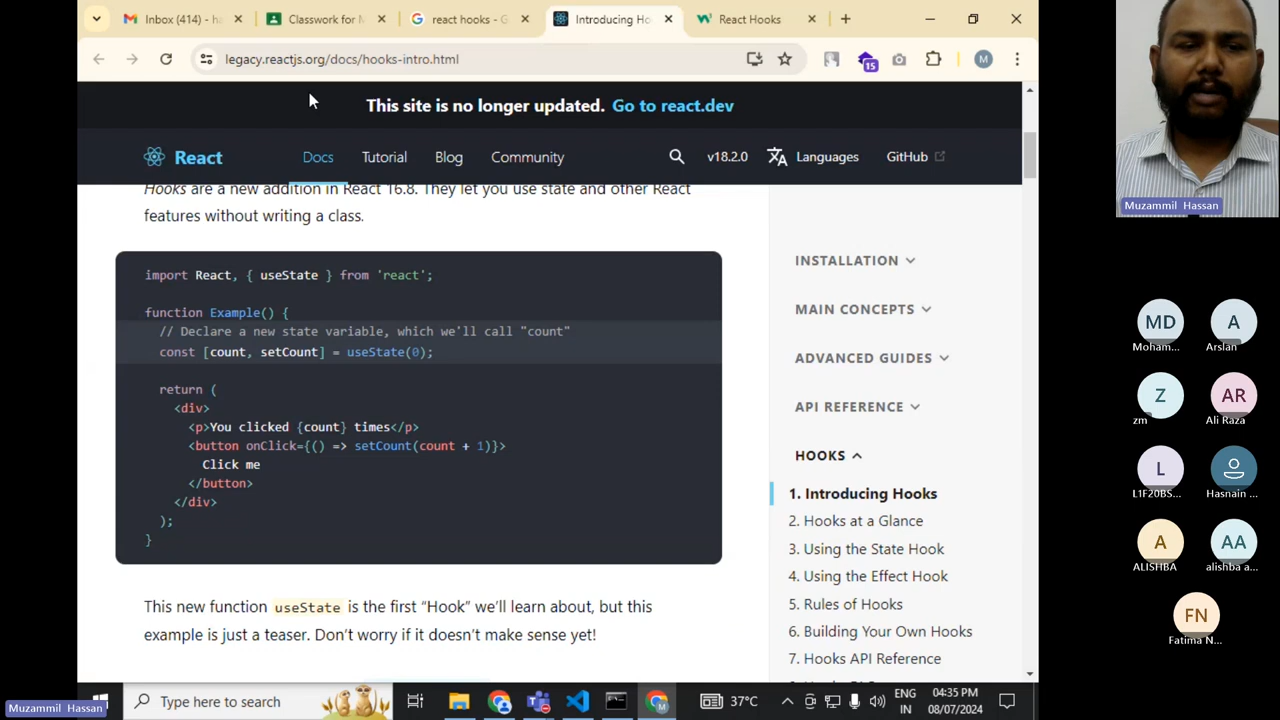 Inbox (414) - ha
Classwork for M
react hooks - G
Introducing Ho
React Hooks
legacy.reactjs.org/docs/hooks-intro.html
15
M
This site is no longer updated. Go to react.dev
React
Docs
Tutorial
Blog
Community
v18.2.0
Languages
GitHub
Hooks are a new addition in React 16.8. They let you use state and other React
features without writing a class.
import React, { useState } from 'react';
function Example() {
// Declare a new state variable, which we'll call "count"
const [count, setCount] = useState(0);
return (
<div>
<p>You clicked {count} times</p>
<button onClick={() => setCount(count + 1)}>
Click me
</button>
</div>
);
}
This new function useState is the first “Hook” we’ll learn about, but this
example is just a teaser. Don’t worry if it doesn’t make sense yet!
INSTALLATION
MAIN CONCEPTS
ADVANCED GUIDES
API REFERENCE
HOOKS
1. Introducing Hooks
2. Hooks at a Glance
3. Using the State Hook
4. Using the Effect Hook
5. Rules of Hooks
6. Building Your Own Hooks
7. Hooks API Reference
Muzammil Hassan
MD
Moham...
A
Arslan
Z
zm
AR
Ali Raza
L
L1F20BS...
Hasnain ...
A
ALISHBA
AA
alishba a...
FN
Fatima N...
Muzammil Hassan
Type here to search
M
37°C
ENG
IN
04:35 PM
08/07/2024